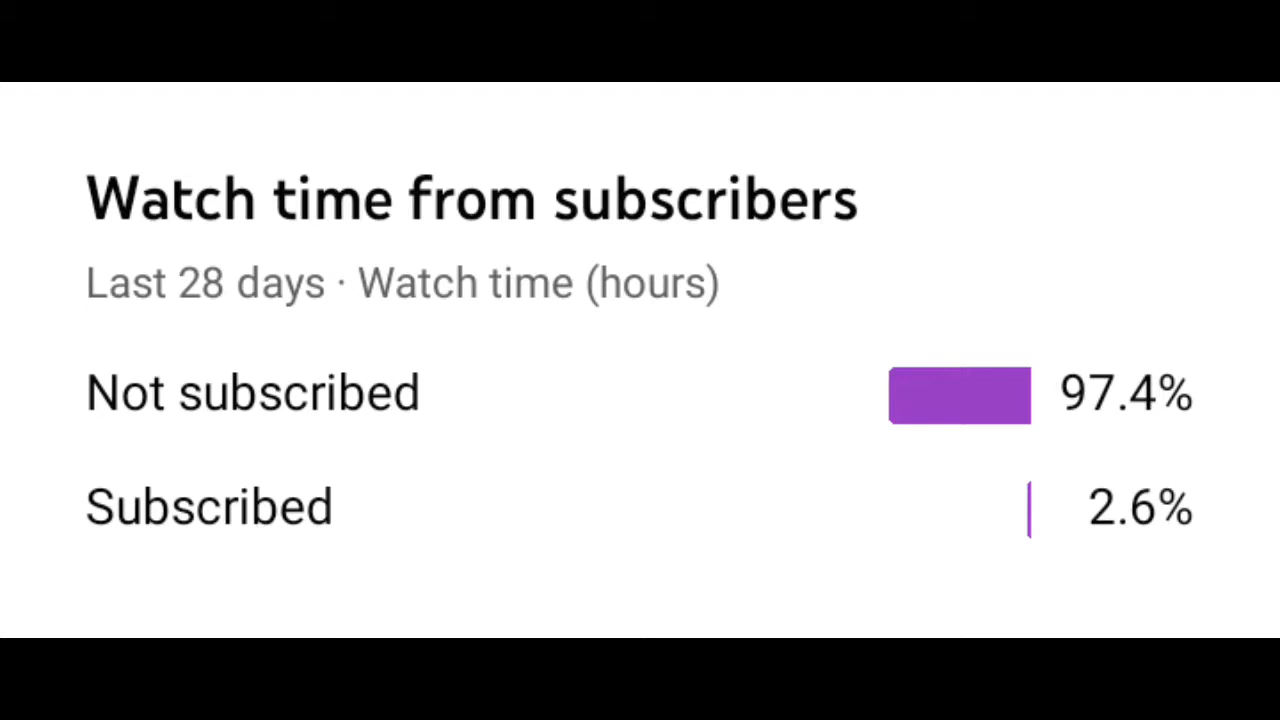 Watch time from subscribers
Last 28 days · Watch time (hours)
Not subscribed 97.4%
Subscribed 2.6%